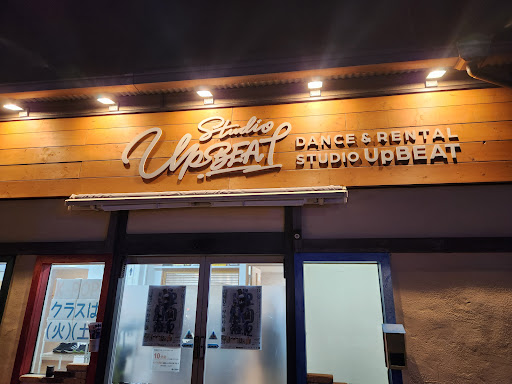 Studio
UpBEAT
DANCE & RENTAL
STUDIO UpBEAT
クラスは
(火)(土